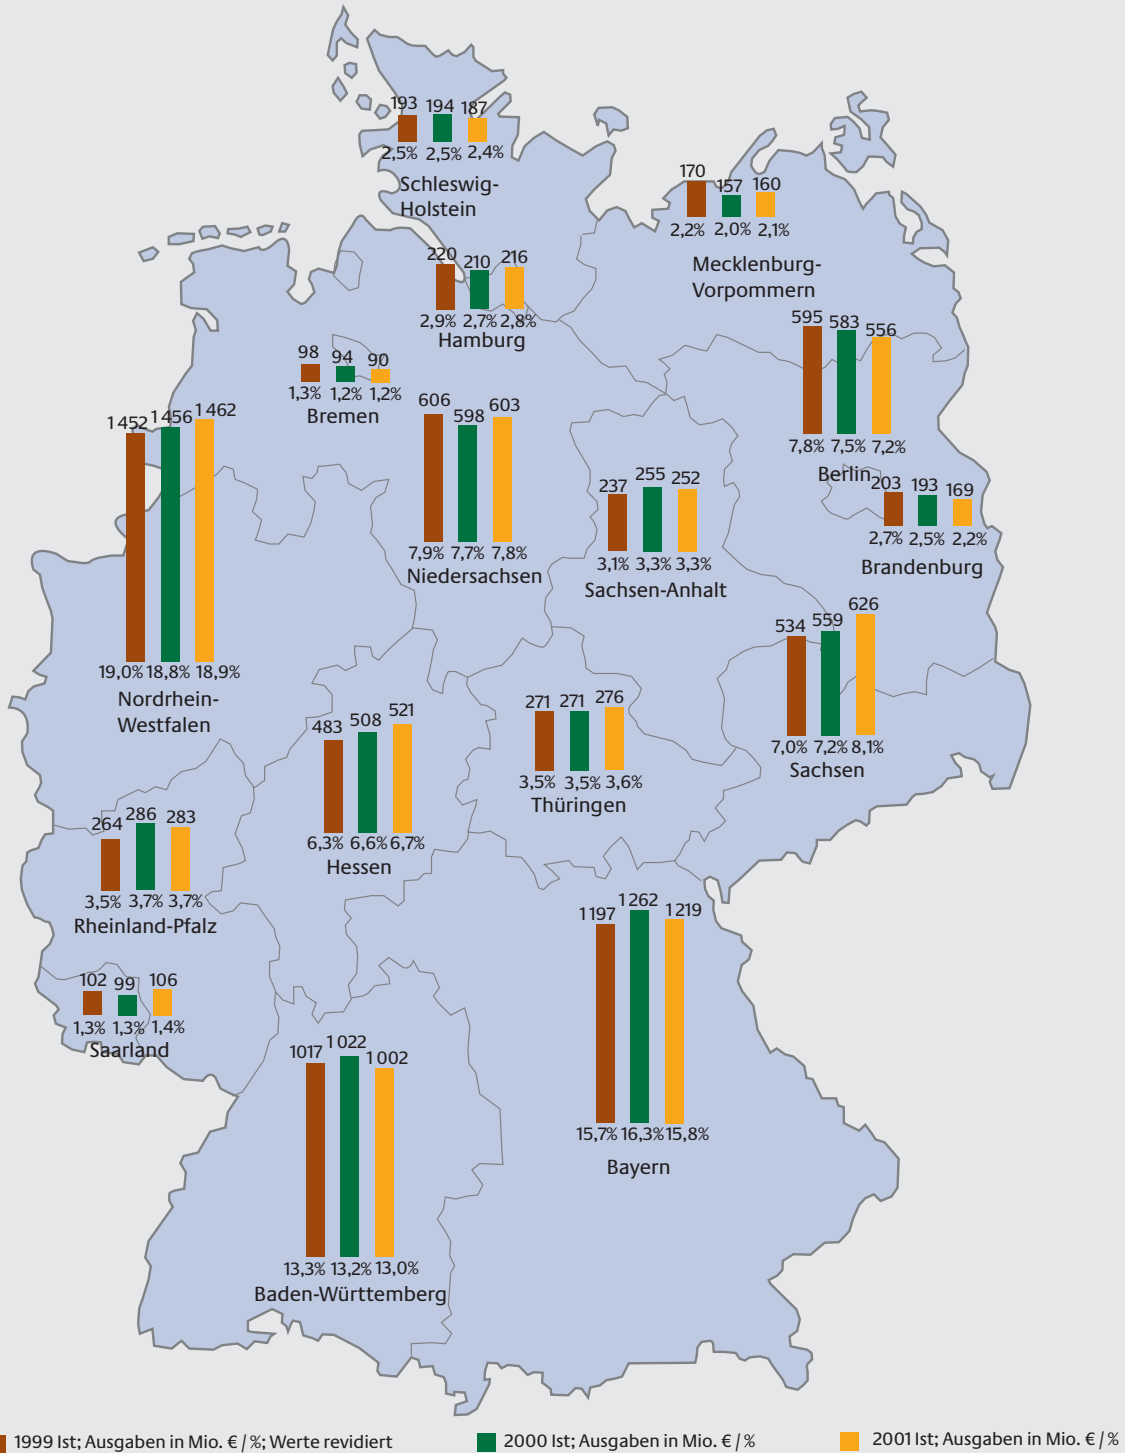 193 194 187
2,5% 2,5% 2,4%
Schleswig-
Holstein
170 157 160
2,2% 2,0% 2,1%
Mecklenburg-
Vorpommern
220 210 216
2,9% 2,7% 2,8%
Hamburg
595 583 556
7,8% 7,5% 7,2%
Berlin
98 94 90
1,3% 1,2% 1,2%
Bremen
606 598 603
7,9% 7,7% 7,8%
Niedersachsen
1 452 1 456 1 462
19,0% 18,8% 18,9%
Nordrhein-
Westfalen
237 255 252
3,1% 3,3% 3,3%
Sachsen-Anhalt
203 193 169
2,7% 2,5% 2,2%
Brandenburg
534 559 626
7,0% 7,2% 8,1%
Sachsen
483 508 521
6,3% 6,6% 6,7%
Hessen
271 271 276
3,5% 3,5% 3,6%
Thüringen
264 286 283
3,5% 3,7% 3,7%
Rheinland-Pfalz
102 99 106
1,3% 1,3% 1,4%
Saarland
1197 1262 1219
15,7% 16,3% 15,8%
Bayern
1017 1 022 1 002
13,3% 13,2% 13,0%
Baden-Württemberg
1999 Ist; Ausgaben in Mio. € / %; Werte revidiert 2000 Ist; Ausgaben in Mio. € / % 2001 Ist; Ausgaben in Mio. € / %